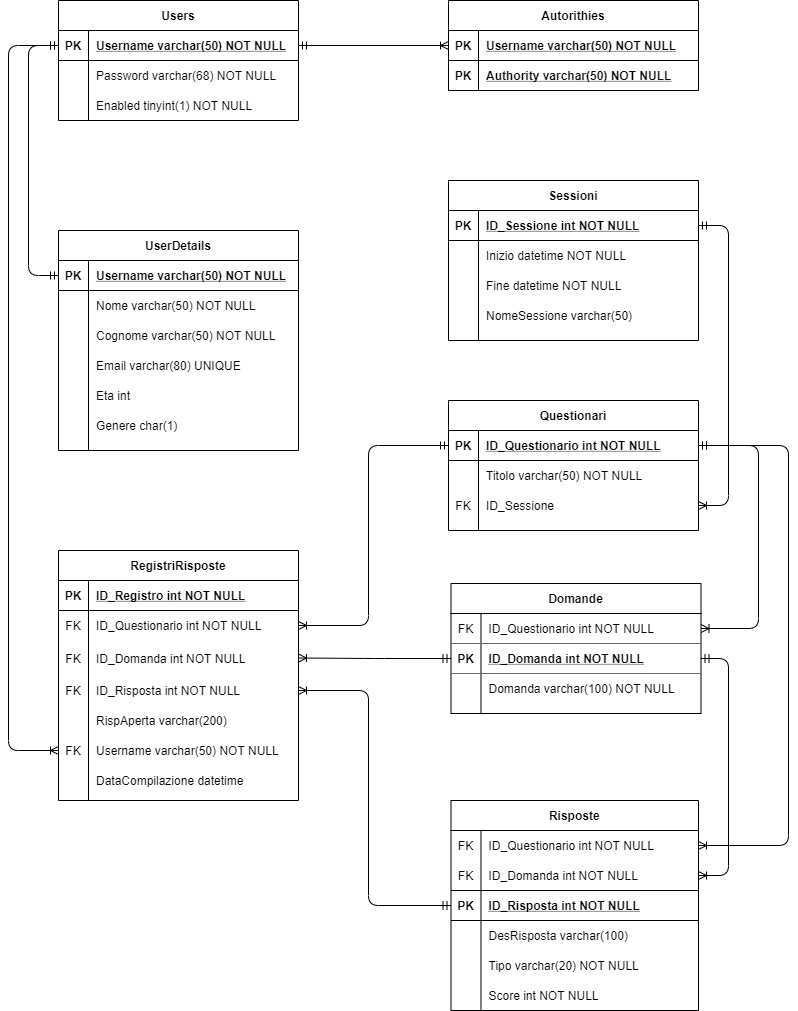 Users
PK Username varchar(50) NOT NULL
Password varchar(68) NOT NULL
Enabled tinyint(1) NOT NULL
Autorithies
PK Username varchar(50) NOT NULL
PK Authority varchar(50) NOT NULL
Sessioni
PK ID_Sessione int NOT NULL
Inizio datetime NOT NULL
Fine datetime NOT NULL
NomeSessione varchar(50)
UserDetails
PK Username varchar(50) NOT NULL
Nome varchar(50) NOT NULL
Cognome varchar(50) NOT NULL
Email varchar(80) UNIQUE
Eta int
Genere char(1)
Questionari
PK ID_Questionario int NOT NULL
Titolo varchar(50) NOT NULL
FK ID_Sessione
RegistriRisposte
PK ID_Registro int NOT NULL
FK ID_Questionario int NOT NULL
FK ID_Domanda int NOT NULL
FK ID_Risposta int NOT NULL
RispAperta varchar(200)
FK Username varchar(50) NOT NULL
DataCompilazione datetime
Domande
FK ID_Questionario int NOT NULL
PK ID_Domanda int NOT NULL
Domanda varchar(100) NOT NULL
Risposte
FK ID_Questionario int NOT NULL
FK ID_Domanda int NOT NULL
PK ID_Risposta int NOT NULL
DesRisposta varchar(100)
Tipo varchar(20) NOT NULL
Score int NOT NULL